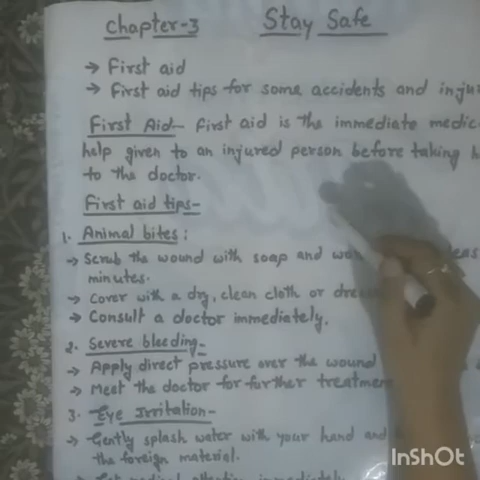 Chapter-3 Stay Safe
→ First aid
→ First aid tips for some accidents and
First Aid- First aid is the immediate
help given to an injured person before taking
to the doctor.
First aid tips-
1. Animal bites:
→ Scrub the wound with soap and
minutes.
→ Cover with a dry, clean cloth or
→ Consult a doctor immediately.
2. Severe bleeding-
→ Apply direct pressure over the wound
→ Meet the doctor for further treatment
3. Eye Irritation-
→ Gently splash water with your hand and
the foreign material.
InShOt